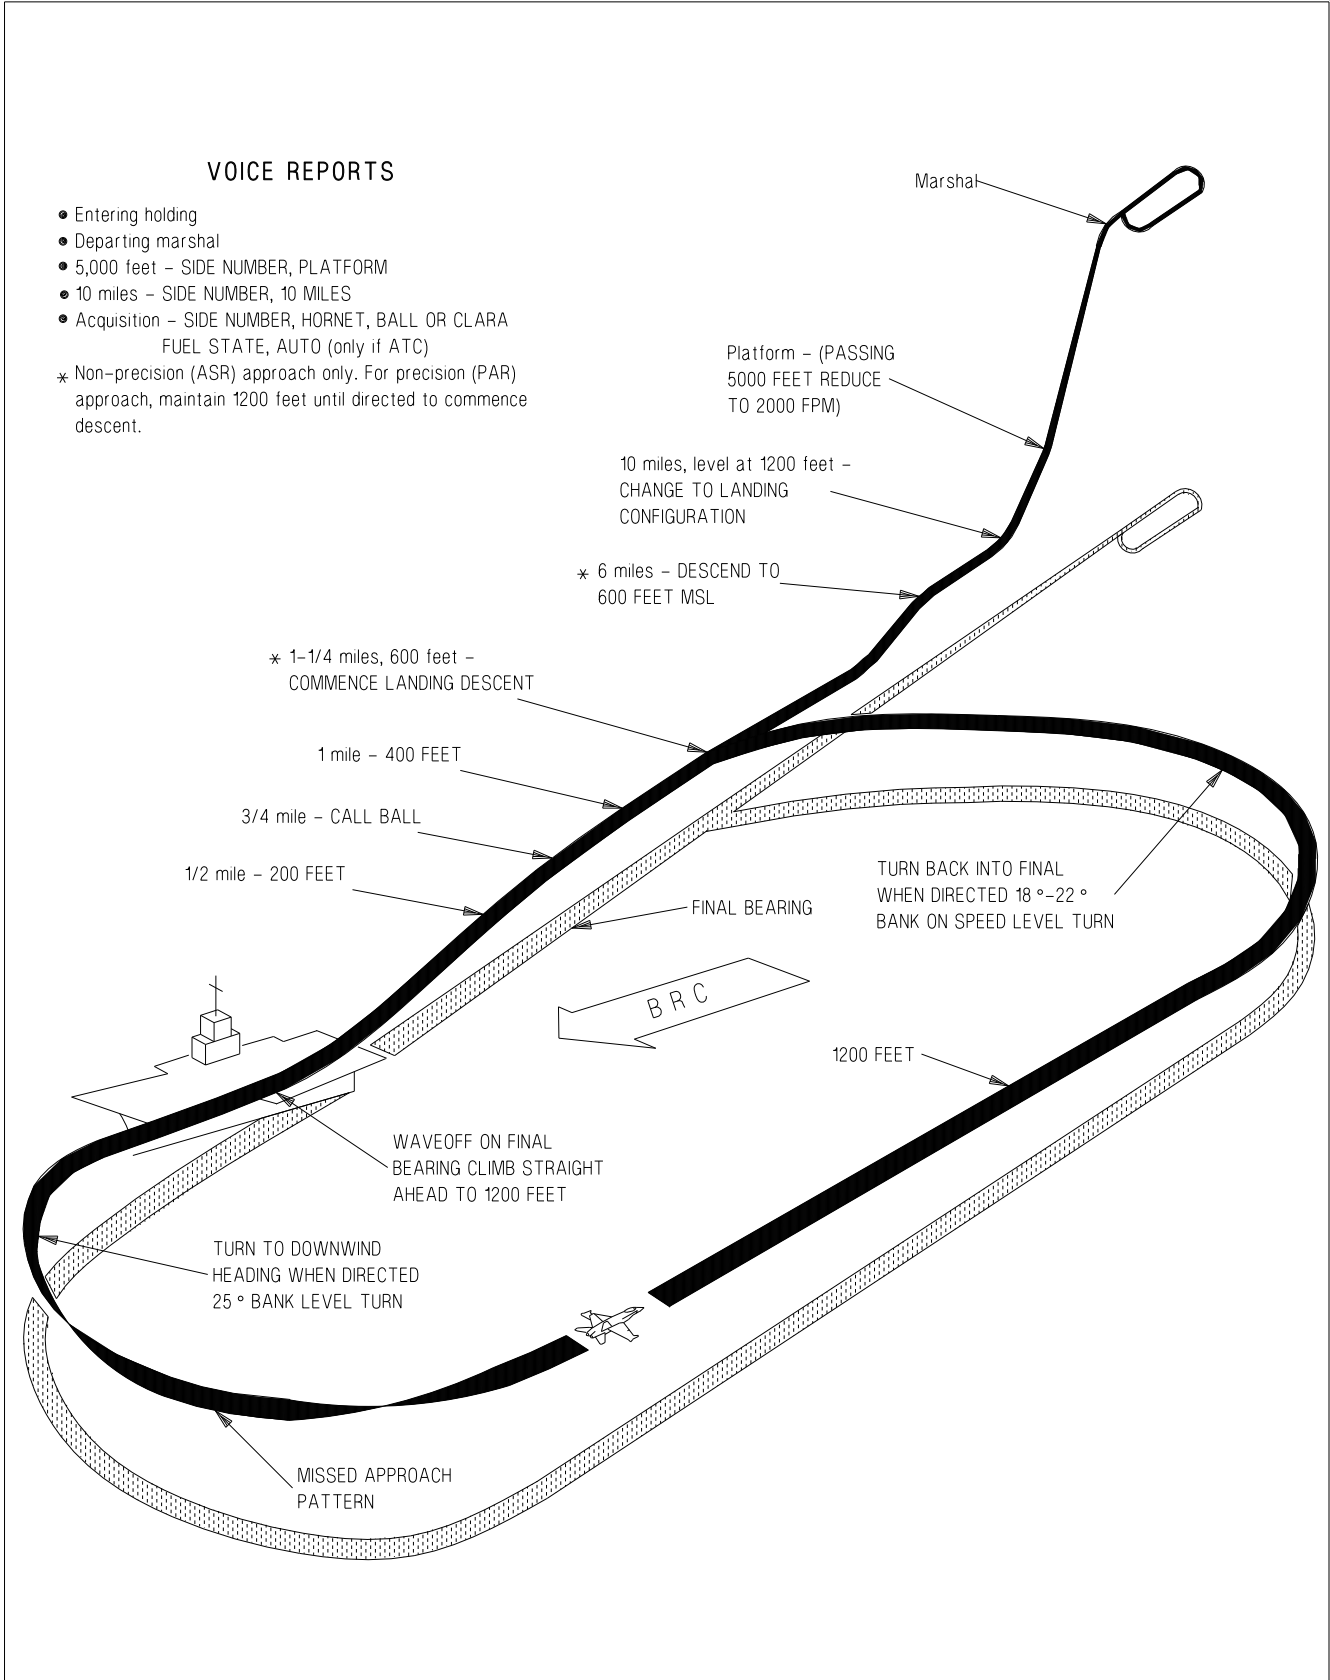 VOICE REPORTS
● Entering holding
● Departing marshal
● 5,000 feet – SIDE NUMBER, PLATFORM
● 10 miles – SIDE NUMBER, 10 MILES
● Acquisition – SIDE NUMBER, HORNET, BALL OR CLARA
FUEL STATE, AUTO (only if ATC)
* Non–precision (ASR) approach only. For precision (PAR)
approach, maintain 1200 feet until directed to commence
descent.
Marshal
Platform – (PASSING
5000 FEET REDUCE
TO 2000 FPM)
10 miles, level at 1200 feet –
CHANGE TO LANDING
CONFIGURATION
* 6 miles – DESCEND TO
600 FEET MSL
* 1–1/4 miles, 600 feet –
COMMENCE LANDING DESCENT
1 mile – 400 FEET
3/4 mile – CALL BALL
1/2 mile – 200 FEET
TURN BACK INTO FINAL
WHEN DIRECTED 18 °–22 °
BANK ON SPEED LEVEL TURN
FINAL BEARING
BRC
1200 FEET
WAVEOFF ON FINAL
BEARING CLIMB STRAIGHT
AHEAD TO 1200 FEET
TURN TO DOWNWIND
HEADING WHEN DIRECTED
25 ° BANK LEVEL TURN
MISSED APPROACH
PATTERN